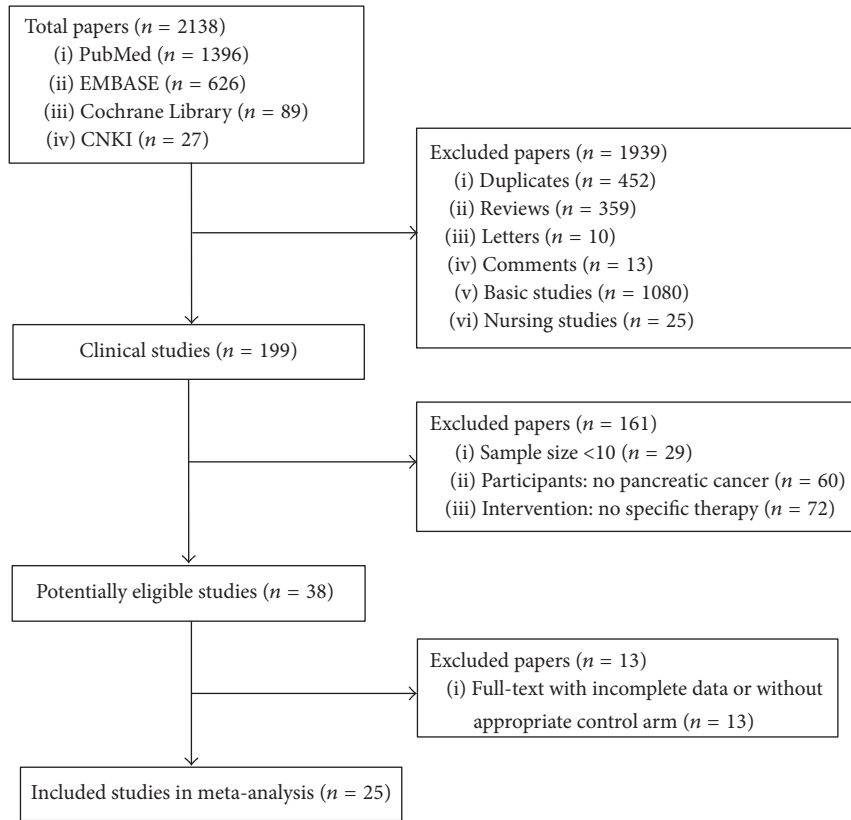 Total papers (n = 2138)
(i) PubMed (n = 1396)
(ii) EMBASE (n = 626)
(iii) Cochrane Library (n = 89)
(iv) CNKI (n = 27)
Excluded papers (n = 1939)
(i) Duplicates (n = 452)
(ii) Reviews (n = 359)
(iii) Letters (n = 10)
(iv) Comments (n = 13)
(v) Basic studies (n = 1080)
(vi) Nursing studies (n = 25)
Clinical studies (n = 199)
Excluded papers (n = 161)
(i) Sample size <10 (n = 29)
(ii) Participants: no pancreatic cancer (n = 60)
(iii) Intervention: no specific therapy (n = 72)
Potentially eligible studies (n = 38)
Excluded papers (n = 13)
(i) Full-text with incomplete data or without
appropriate control arm (n = 13)
Included studies in meta-analysis (n = 25)